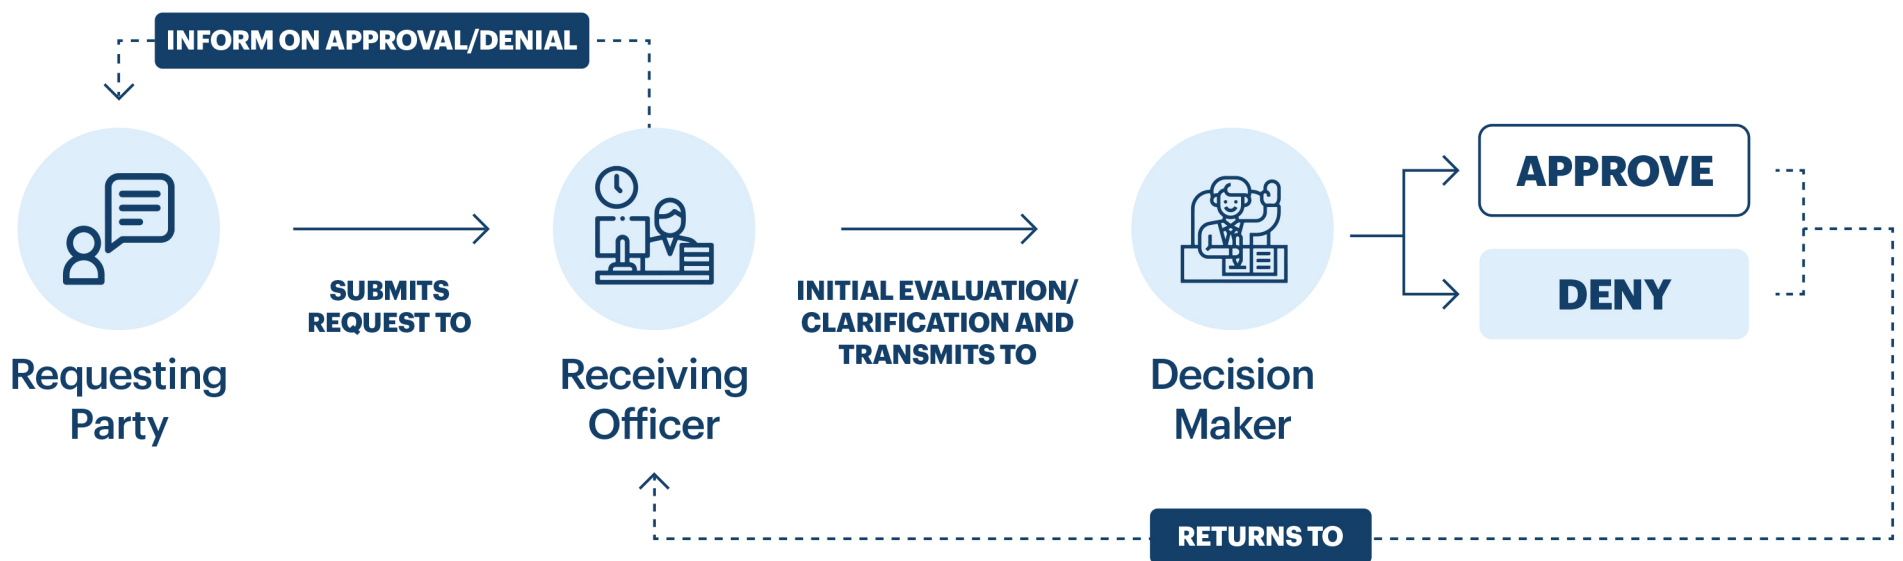 INFORM ON APPROVAL/DENIAL
SUBMITS
REQUEST TO
INITIAL EVALUATION/
CLARIFICATION AND
TRANSMITS TO
APPROVE
DENY
Requesting
Party
Receiving
Officer
Decision
Maker
RETURNS TO